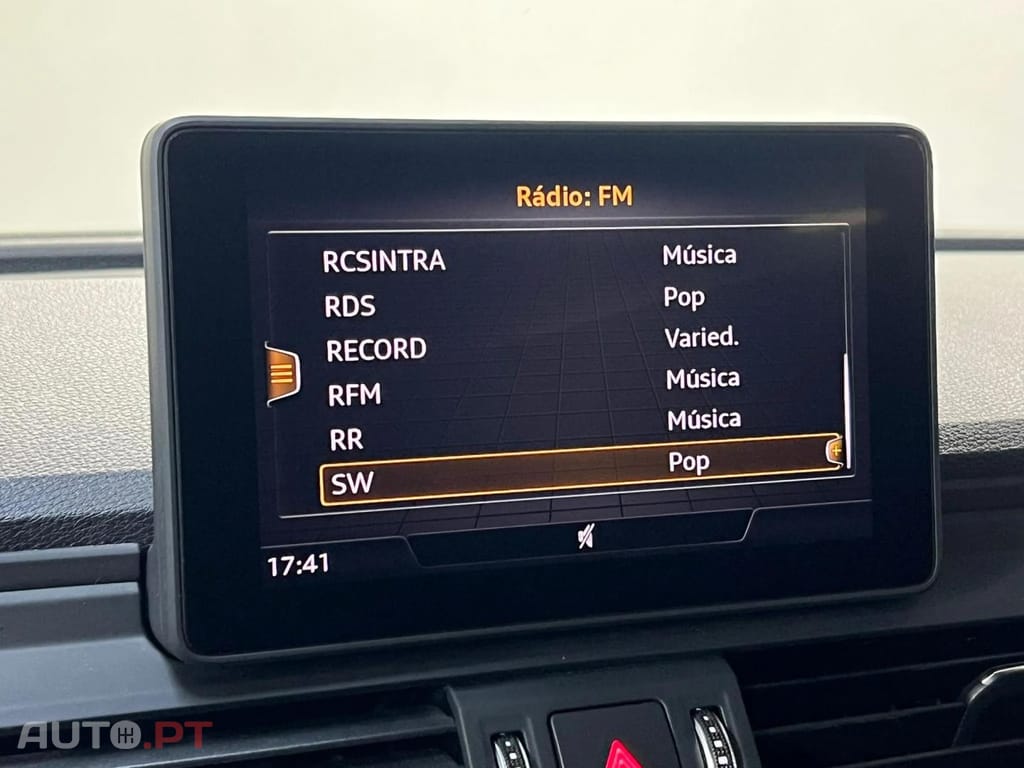 Rádio: FM
RCSINTRA Música
RDS Pop
RECORD Varied.
RFM Música
RR Música
SW Pop
17:41
AUTO.PT